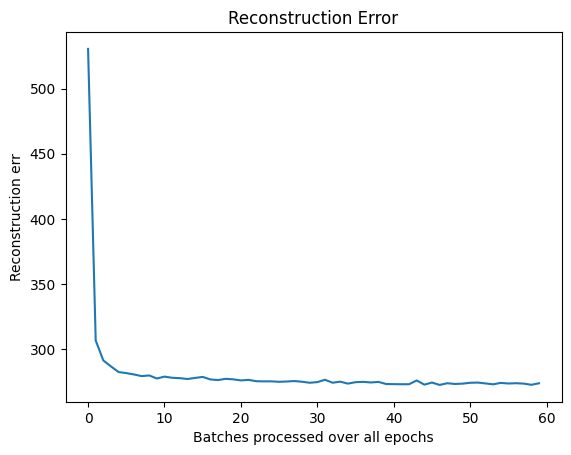 Reconstruction Error
500
450
400
350
300
Reconstruction err
0 10 20 30 40 50 60
Batches processed over all epochs